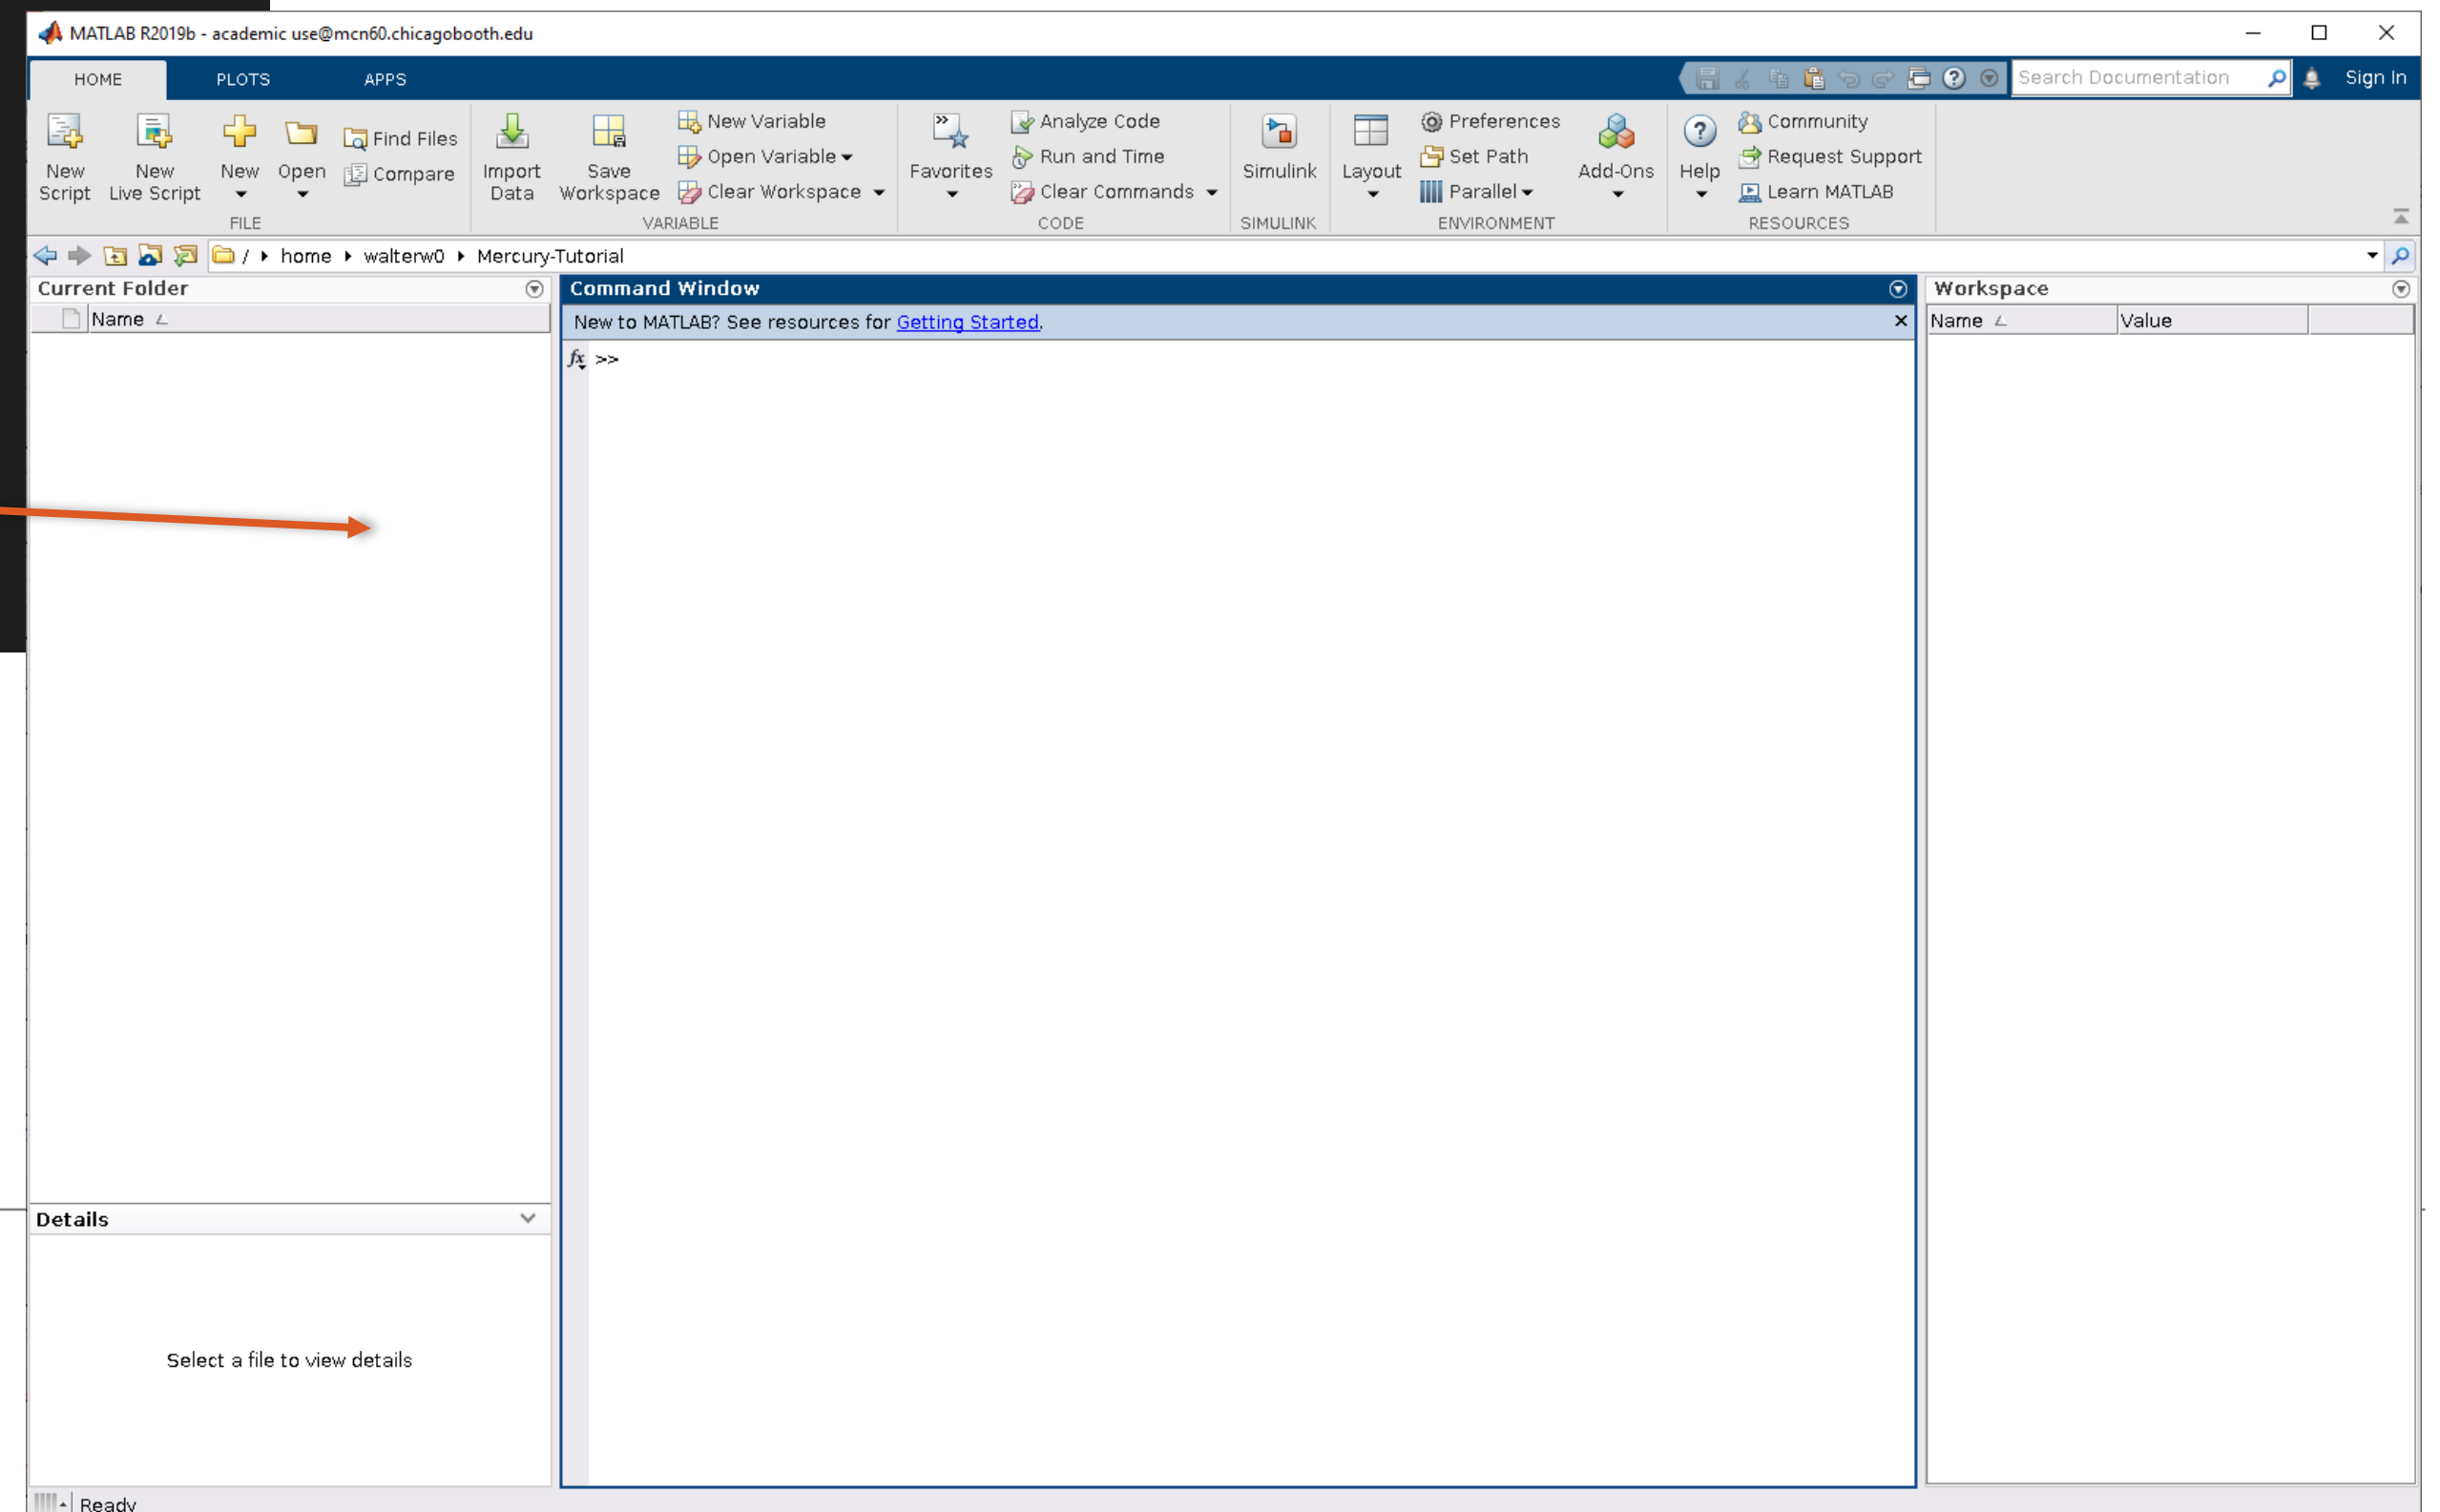 MATLAB R2019b - academic use@mcn60.chicagobooth.edu
HOME PLOTS APPS
Search Documentation
Sign In
New Script
New Live Script
New
Open
Find Files
Compare
FILE
Import Data
Save Workspace
New Variable
Open Variable
Clear Workspace
VARIABLE
Favorites
Analyze Code
Run and Time
Clear Commands
CODE
Simulink
SIMULINK
Layout
Preferences
Set Path
Parallel
Add-Ons
ENVIRONMENT
Help
Community
Request Support
Learn MATLAB
RESOURCES
/ home walterw0 Mercury-Tutorial
Current Folder
Name
Command Window
New to MATLAB? See resources for Getting Started.
fx >>
Workspace
Name Value
Details
Select a file to view details
Ready